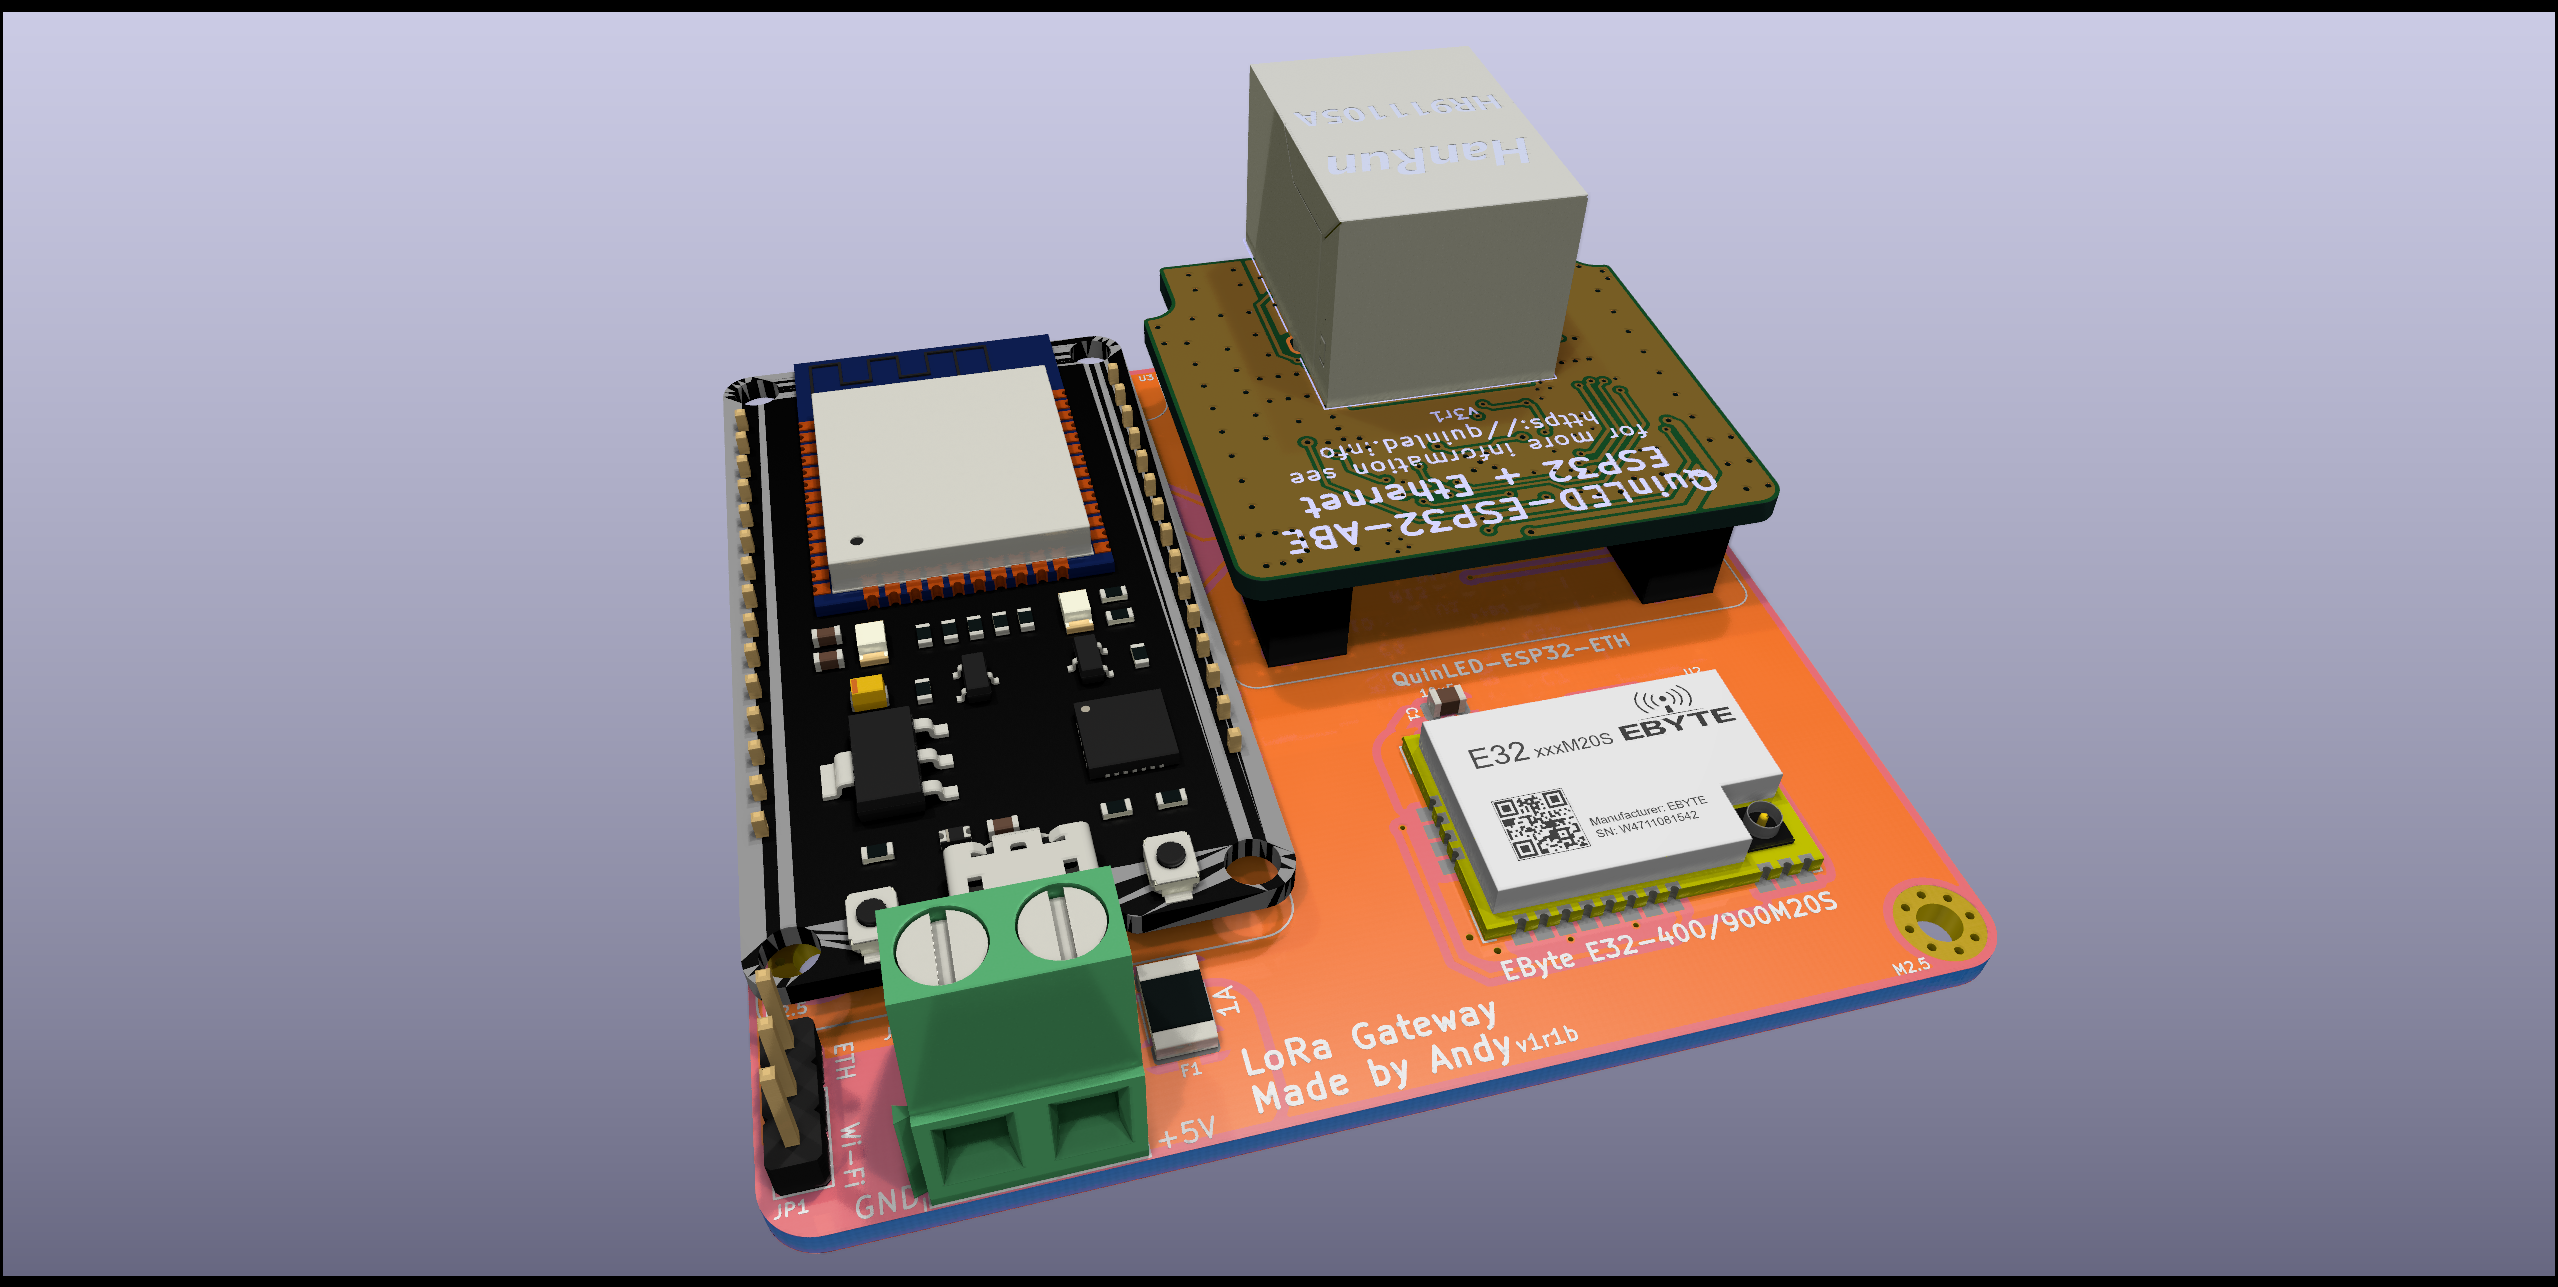 HanRun
HR911105A
U3
QuinLED-ESP32-ABE
ESP32 + Ethernet
for more information see
https://quinled.info
v3r1
QuinLED-ESP32-ETH
U2
E32 xxxM20S EBYTE
Manufacturer: EBYTE
SN: W4711081542
EByte E32-400/900M20S
M2.5
1A
F1
LoRa Gateway
Made by Andy v1r1b
ETH
Wi-Fi
+5V
GND
JP1